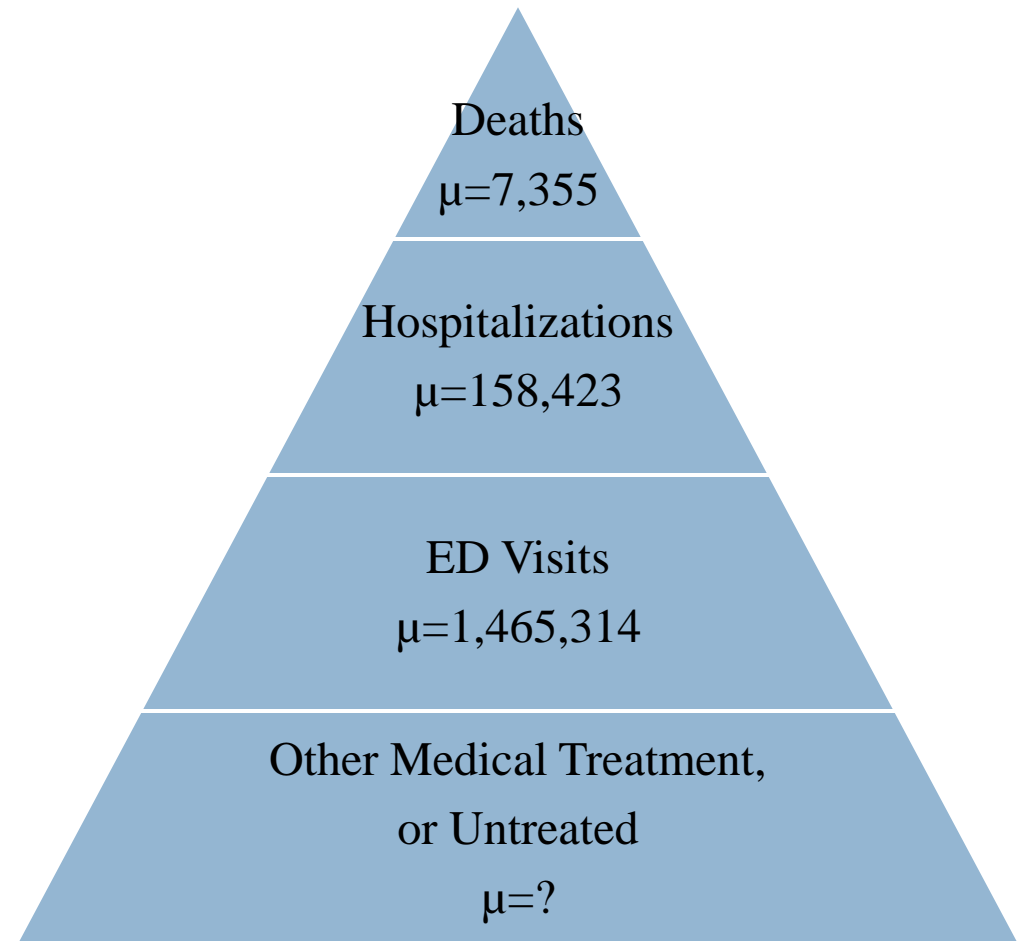 Deaths
μ=7,355
Hospitalizations
μ=158,423
ED Visits
μ=1,465,314
Other Medical Treatment,
or Untreated
μ=?